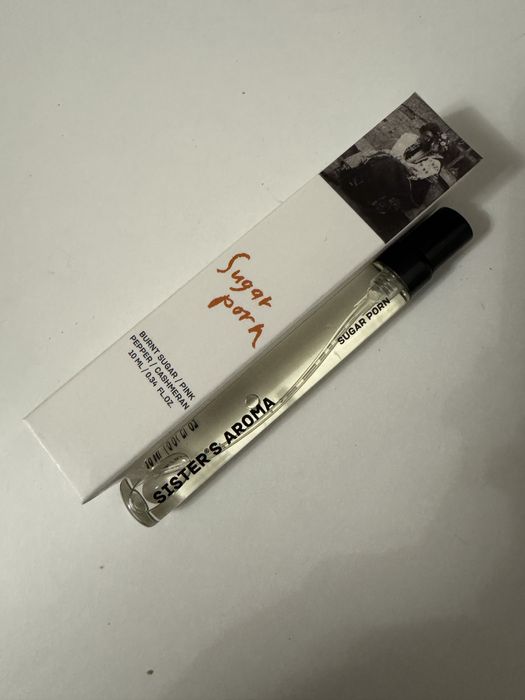 Sugar
porn
BURNT SUGAR / PINK
PEPPER / CASHMERAN
10 ML / 0.34 FL.OZ.
SUGAR PORN
SISTER'S AROMA